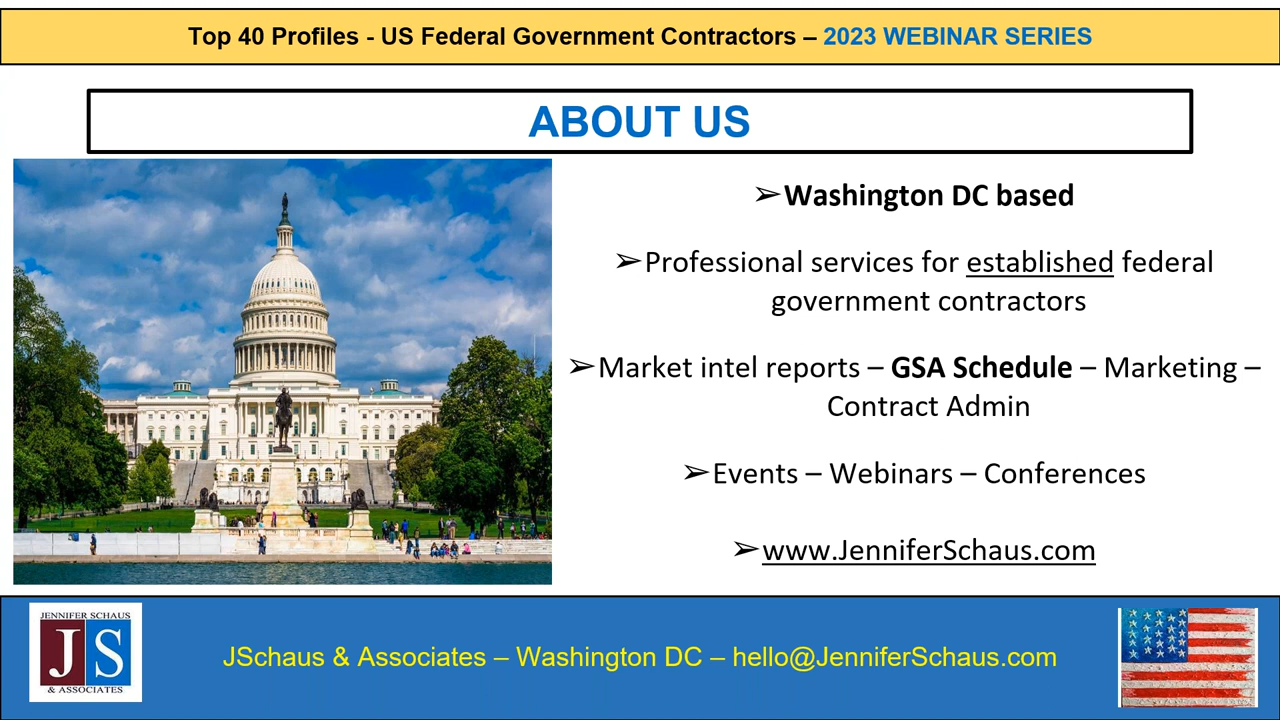 Top 40 Profiles - US Federal Government Contractors – 2023 WEBINAR SERIES
ABOUT US
➢Washington DC based
➢Professional services for established federal
government contractors
➢Market intel reports – GSA Schedule – Marketing –
Contract Admin
➢Events – Webinars – Conferences
➢www.JenniferSchaus.com
JENNIFER SCHAUS
JS
& ASSOCIATES
JSchaus & Associates – Washington DC – hello@JenniferSchaus.com